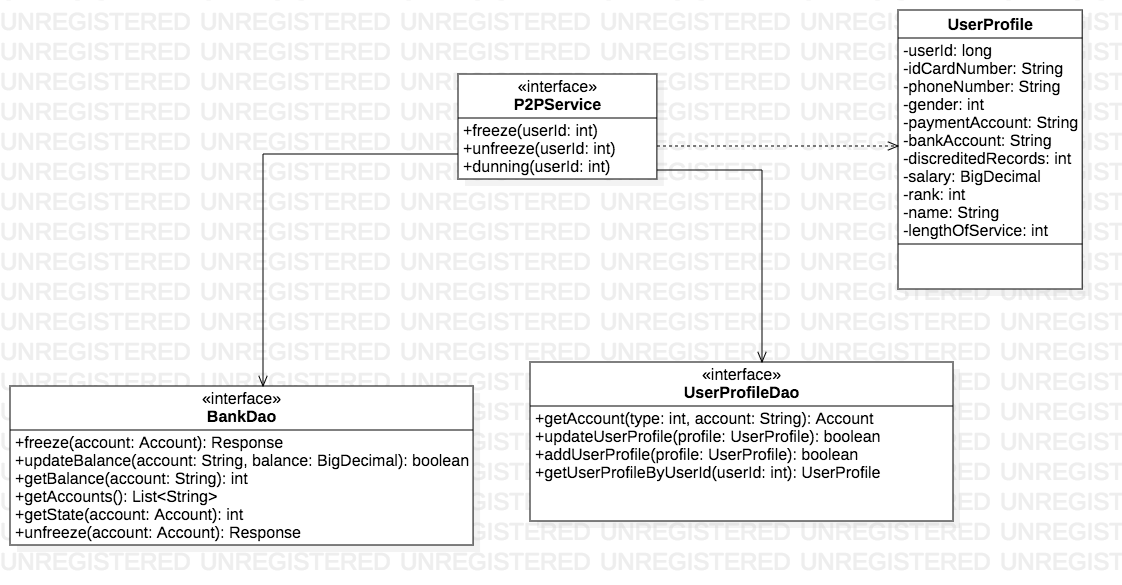 UserProfile
-userId: long
-idCardNumber: String
-phoneNumber: String
-gender: int
-paymentAccount: String
-bankAccount: String
-discreditedRecords: int
-salary: BigDecimal
-rank: int
-name: String
-lengthOfService: int
«interface»
P2PService
+freeze(userId: int)
+unfreeze(userId: int)
+dunning(userId: int)
«interface»
BankDao
+freeze(account: Account): Response
+updateBalance(account: String, balance: BigDecimal): boolean
+getBalance(account: String): int
+getAccounts(): List<String>
+getState(account: Account): int
+unfreeze(account: Account): Response
«interface»
UserProfileDao
+getAccount(type: int, account: String): Account
+updateUserProfile(profile: UserProfile): boolean
+addUserProfile(profile: UserProfile): boolean
+getUserProfileByUserId(userId: int): UserProfile
UNREGISTERED